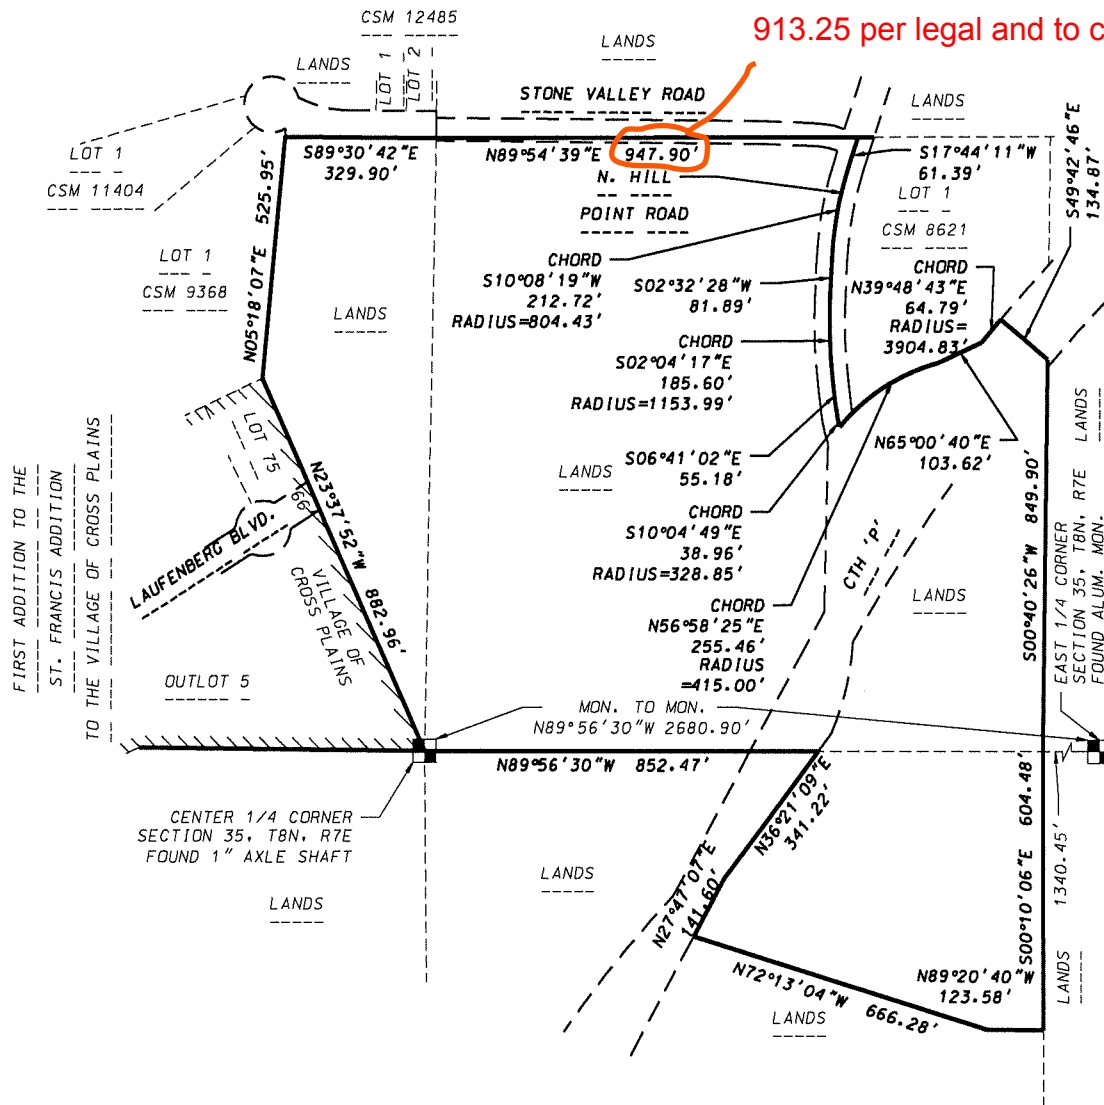 CSM 12485
913.25 per legal and to c
LANDS
LANDS
LOT 1
LOT 2
STONE VALLEY ROAD
LANDS
S89°30'42"E
329.90'
N89°54'39"E 947.90'
N. HILL
POINT ROAD
S17°44'11"W
61.39'
LOT 1
CSM 8621
S49°42'46"E
134.87'
LOT 1
CSM 11404
N05°18'07"E 525.95'
LOT 1
CSM 9368
LANDS
CHORD
S10°08'19"W
212.72'
RADIUS=804.43'
S02°32'28"W
81.89'
CHORD
N39°48'43"E
64.79'
RADIUS=
3904.83'
CHORD
S02°04'17"E
185.60'
RADIUS=1153.99'
N65°00'40"E
103.62'
LANDS
S06°41'02"E
55.18'
LANDS
CHORD
S10°04'49"E
38.96'
RADIUS=328.85'
CHORD
N56°58'25"E
255.46'
RADIUS
=415.00'
CTH 'P'
LANDS
S00°40'26"W 849.90'
EAST 1/4 CORNER
SECTION 35, T8N, R7E
FOUND ALUM. MON.
FIRST ADDITION TO THE
ST. FRANCIS ADDITION
TO THE VILLAGE OF CROSS PLAINS
LOT 75
66'
LAUFENBERG BLVD.
N23°37'52"W 882.96'
VILLAGE OF
CROSS PLAINS
OUTLOT 5
MON. TO MON.
N89°56'30"W 2680.90'
N89°56'30"W 852.47'
CENTER 1/4 CORNER
SECTION 35, T8N, R7E
FOUND 1" AXLE SHAFT
LANDS
LANDS
N36°21'09"E
341.22'
N27°47'07"E
141.60'
S00°10'06"E 604.48'
1340.45'
LANDS
N72°13'04"W 666.28'
N89°20'40"W
123.58'
LANDS